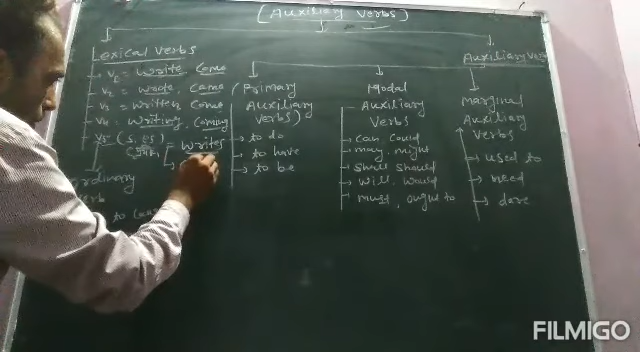 (Auxiliary Verbs)
Lexical Verbs
V1 = Write, Come
V2 = wrote, Came
V3 = written Come
V4 = writing, Coming
V5 (S, es) = writes
ordinary
verb
to
(Primary
Auxiliary
Verbs)
to do
to have
to be
Modal
Auxiliary
Verbs
Can Could
may, might
Shall Should
Will, Would
must, ought to
Auxiliary Verb
Marginal
Auxiliary
Verbs
used to
need
dare
FILMIGO